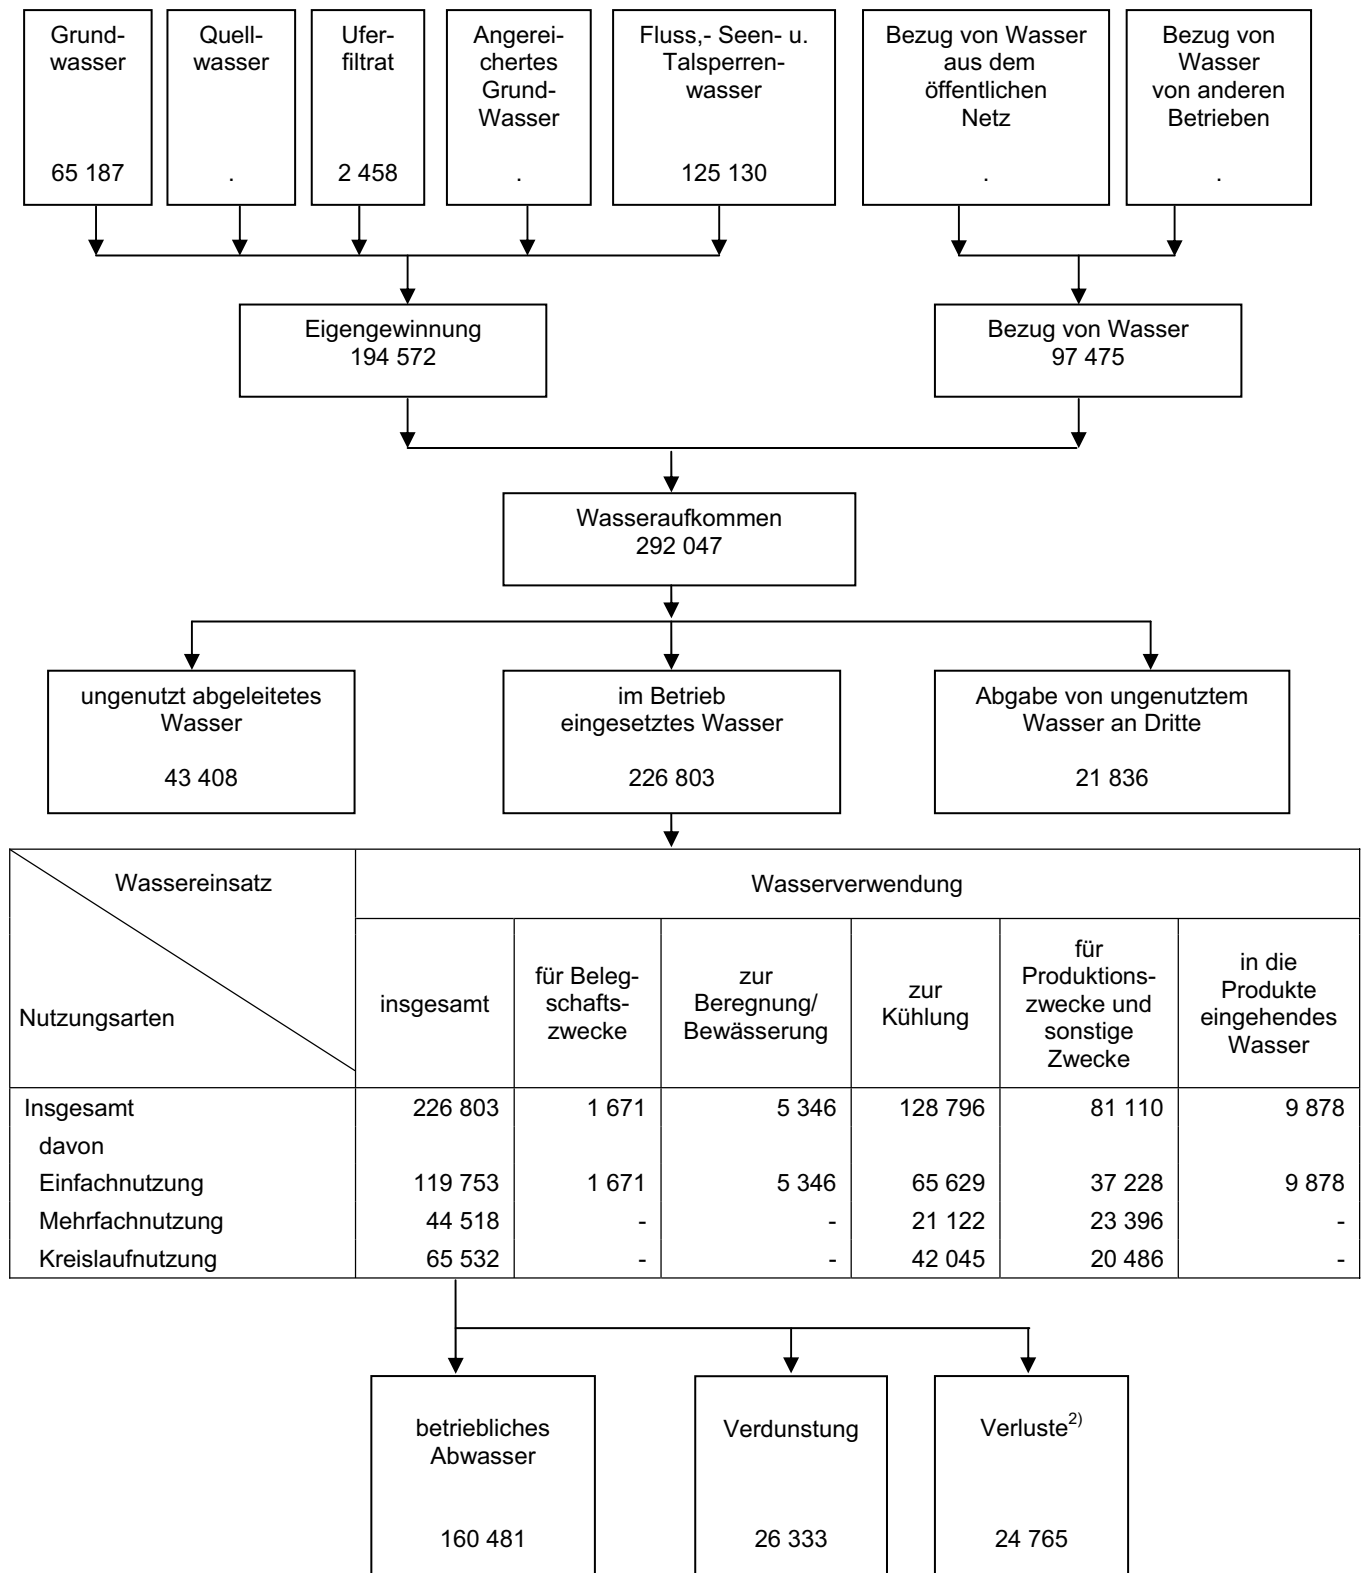 Grund-
wasser
65 187
Quell-
wasser
.
Ufer-
filtrat
2 458
Angerei-
chertes
Grund-
Wasser
.
Fluss,- Seen- u.
Talsperren-
wasser
125 130
Bezug von Wasser
aus dem
öffentlichen
Netz
.
Bezug von
Wasser
von anderen
Betrieben
.
Eigengewinnung
194 572
Bezug von Wasser
97 475
Wasseraufkommen
292 047
ungenutzt abgeleitetes
Wasser
43 408
im Betrieb
eingesetztes Wasser
226 803
Abgabe von ungenutztem
Wasser an Dritte
21 836
Wassereinsatz
Nutzungsarten
Wasserverwendung
insgesamt
für Beleg-
schafts-
zwecke
zur
Beregnung/
Bewässerung
zur
Kühlung
für
Produktions-
zwecke und
sonstige
Zwecke
in die
Produkte
eingehendes
Wasser
Insgesamt 226 803 1 671 5 346 128 796 81 110 9 878
davon
Einfachnutzung 119 753 1 671 5 346 65 629 37 228 9 878
Mehrfachnutzung 44 518 - - 21 122 23 396 -
Kreislaufnutzung 65 532 - - 42 045 20 486 -
betriebliches
Abwasser
160 481
Verdunstung
26 333
Verluste2)
24 765